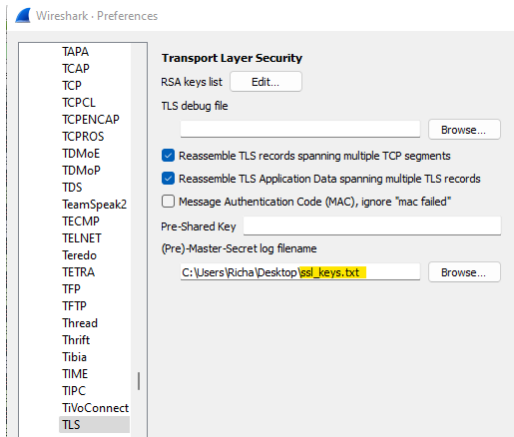 Wireshark · Preferences
TAPA
TCAP
TCP
TCPCL
TCPENCAP
TCPROS
TDMoE
TDMoP
TDS
TeamSpeak2
TECMP
TELNET
Teredo
TETRA
TFP
TFTP
Thread
Thrift
Tibia
TIME
TIPC
TiVoConnect
TLS
Transport Layer Security
RSA keys list Edit...
TLS debug file
Browse...
Reassemble TLS records spanning multiple TCP segments
Reassemble TLS Application Data spanning multiple TLS records
Message Authentication Code (MAC), ignore "mac failed"
Pre-Shared Key
(Pre)-Master-Secret log filename
C:\Users\Richa\Desktop\ssl_keys.txt Browse...